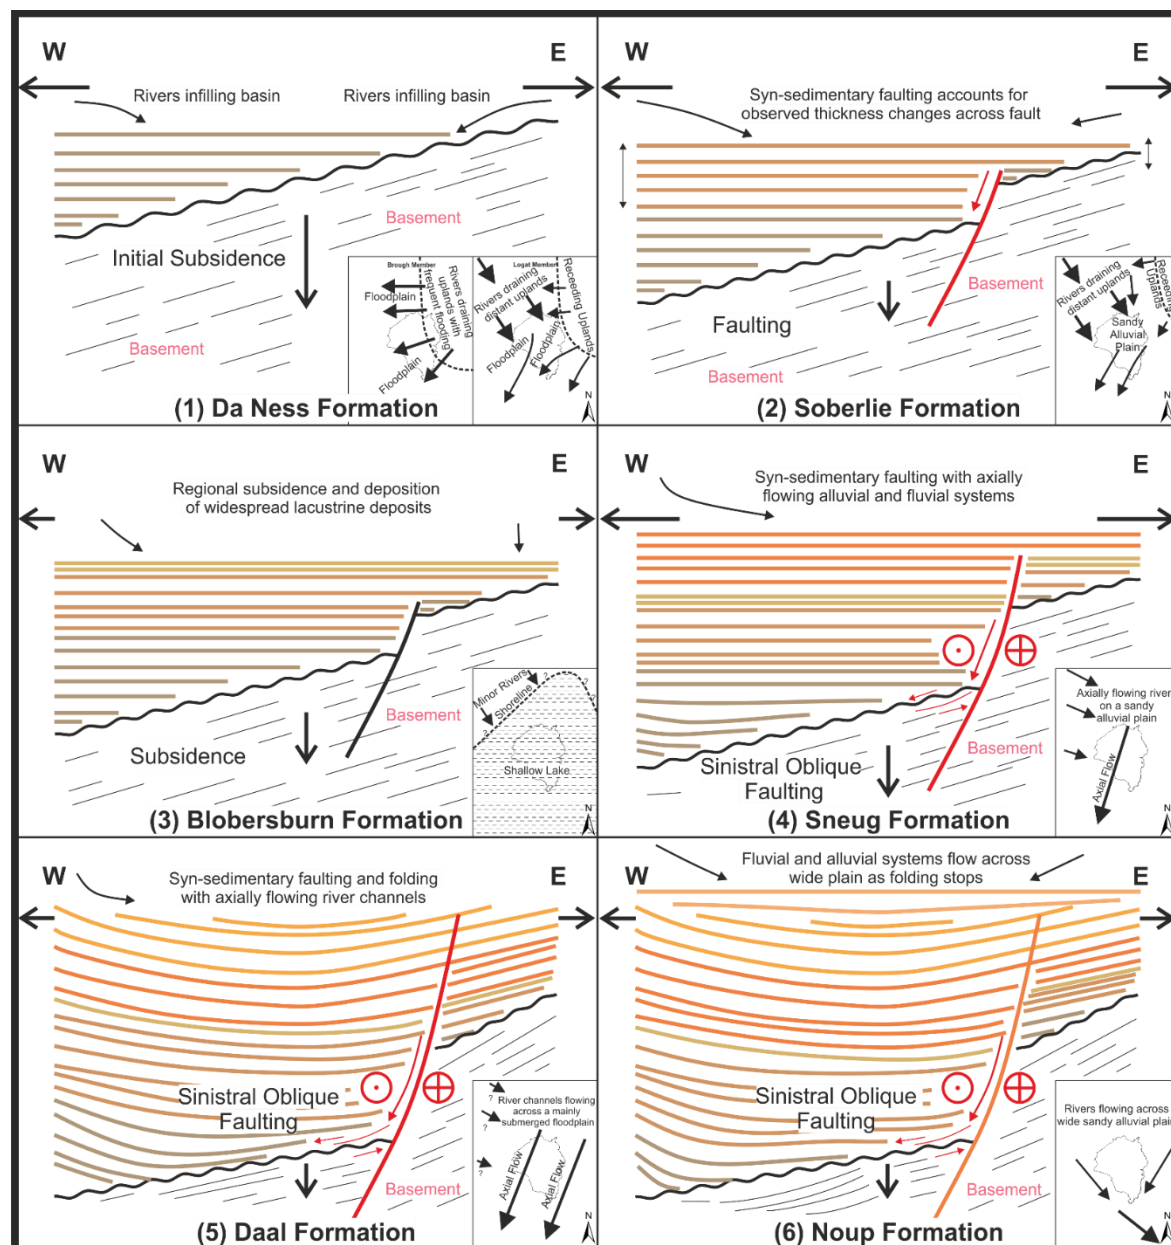 W
E
Rivers infilling basin
Rivers infilling basin
Basement
Initial Subsidence
Basement
Brough Member
Floodplain
Rivers draining
uplands with
frequent flooding
Floodplain
Logat Member
Rivers draining
distant uplands
Receeding Uplands
Floodplain
Floodplain
N
(1) Da Ness Formation
W
E
Syn-sedimentary faulting accounts for
observed thickness changes across fault
Basement
Faulting
Basement
Rivers draining
distant uplands
Receeding
Uplands
Sandy
Alluvial
Plain
N
(2) Soberlie Formation
W
E
Regional subsidence and deposition
of widespread lacustrine deposits
Basement
Subsidence
Minor Rivers
Shoreline
?
?
?
?
Shallow Lake
N
(3) Blobersburn Formation
W
E
Syn-sedimentary faulting with axially
flowing alluvial and fluvial systems
Basement
Sinistral Oblique
Faulting
Axially flowing river
on a sandy
alluvial plain
Axial Flow
N
(4) Sneug Formation
W
E
Syn-sedimentary faulting and folding
with axially flowing river channels
Sinistral Oblique
Faulting
Basement
?
?
?
River channels flowing
across a mainly
submerged floodplain
Axial Flow
Axial Flow
N
(5) Daal Formation
W
E
Fluvial and alluvial systems flow across
wide plain as folding stops
Sinistral Oblique
Faulting
Basement
Rivers flowing across
wide sandy alluvial plain
N
(6) Noup Formation